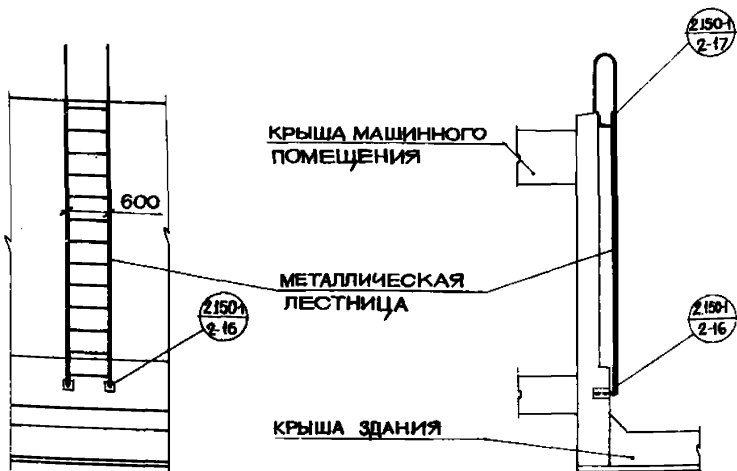 2.150-1
2-17
КРЫША МАШИННОГО
ПОМЕЩЕНИЯ
600
МЕТАЛЛИЧЕСКАЯ
ЛЕСТНИЦА
2.150-1
2-16
2.150-1
2-16
КРЫША ЗДАНИЯ